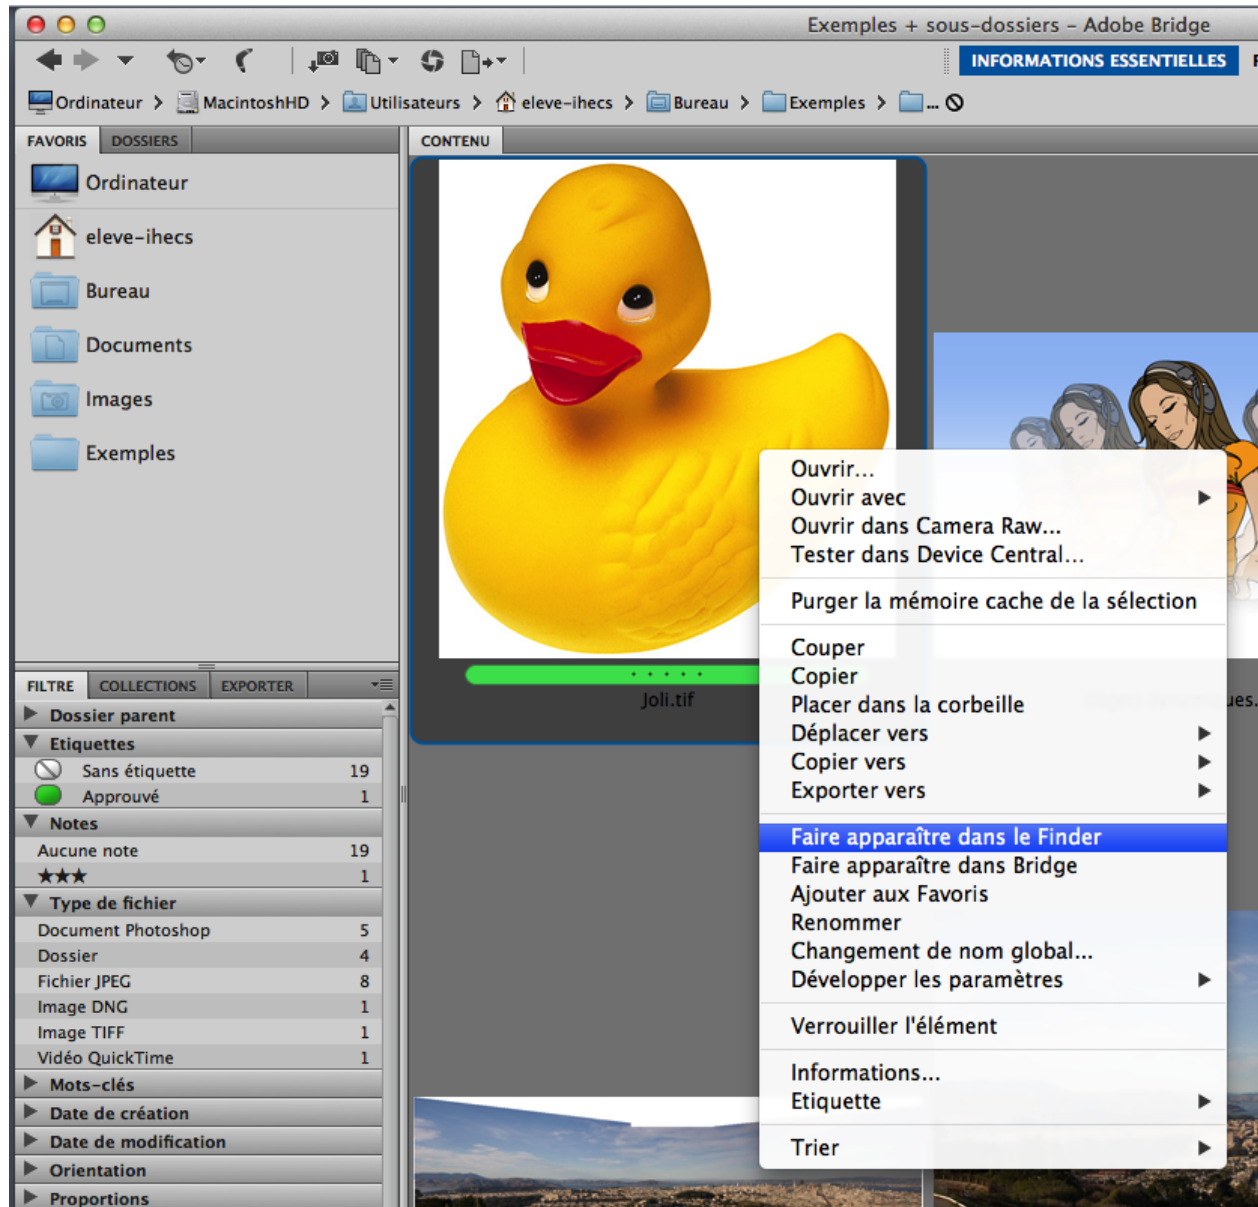 Exemples + sous-dossiers – Adobe Bridge
INFORMATIONS ESSENTIELLES
Ordinateur
MacintoshHD
Utilisateurs
eleve-ihecs
Bureau
Exemples
...
FAVORIS
DOSSIERS
Ordinateur
eleve-ihecs
Bureau
Documents
Images
Exemples
CONTENU
Joli.tif
ues.
Ouvrir...
Ouvrir avec
Ouvrir dans Camera Raw...
Tester dans Device Central...
Purger la mémoire cache de la sélection
Couper
Copier
Placer dans la corbeille
Déplacer vers
Copier vers
Exporter vers
Faire apparaître dans le Finder
Faire apparaître dans Bridge
Ajouter aux Favoris
Renommer
Changement de nom global...
Développer les paramètres
Verrouiller l'élément
Informations...
Etiquette
Trier
FILTRE
COLLECTIONS
EXPORTER
Dossier parent
Etiquettes
Sans étiquette 19
Approuvé 1
Notes
Aucune note 19
★★★ 1
Type de fichier
Document Photoshop 5
Dossier 4
Fichier JPEG 8
Image DNG 1
Image TIFF 1
Vidéo QuickTime 1
Mots-clés
Date de création
Date de modification
Orientation
Proportions